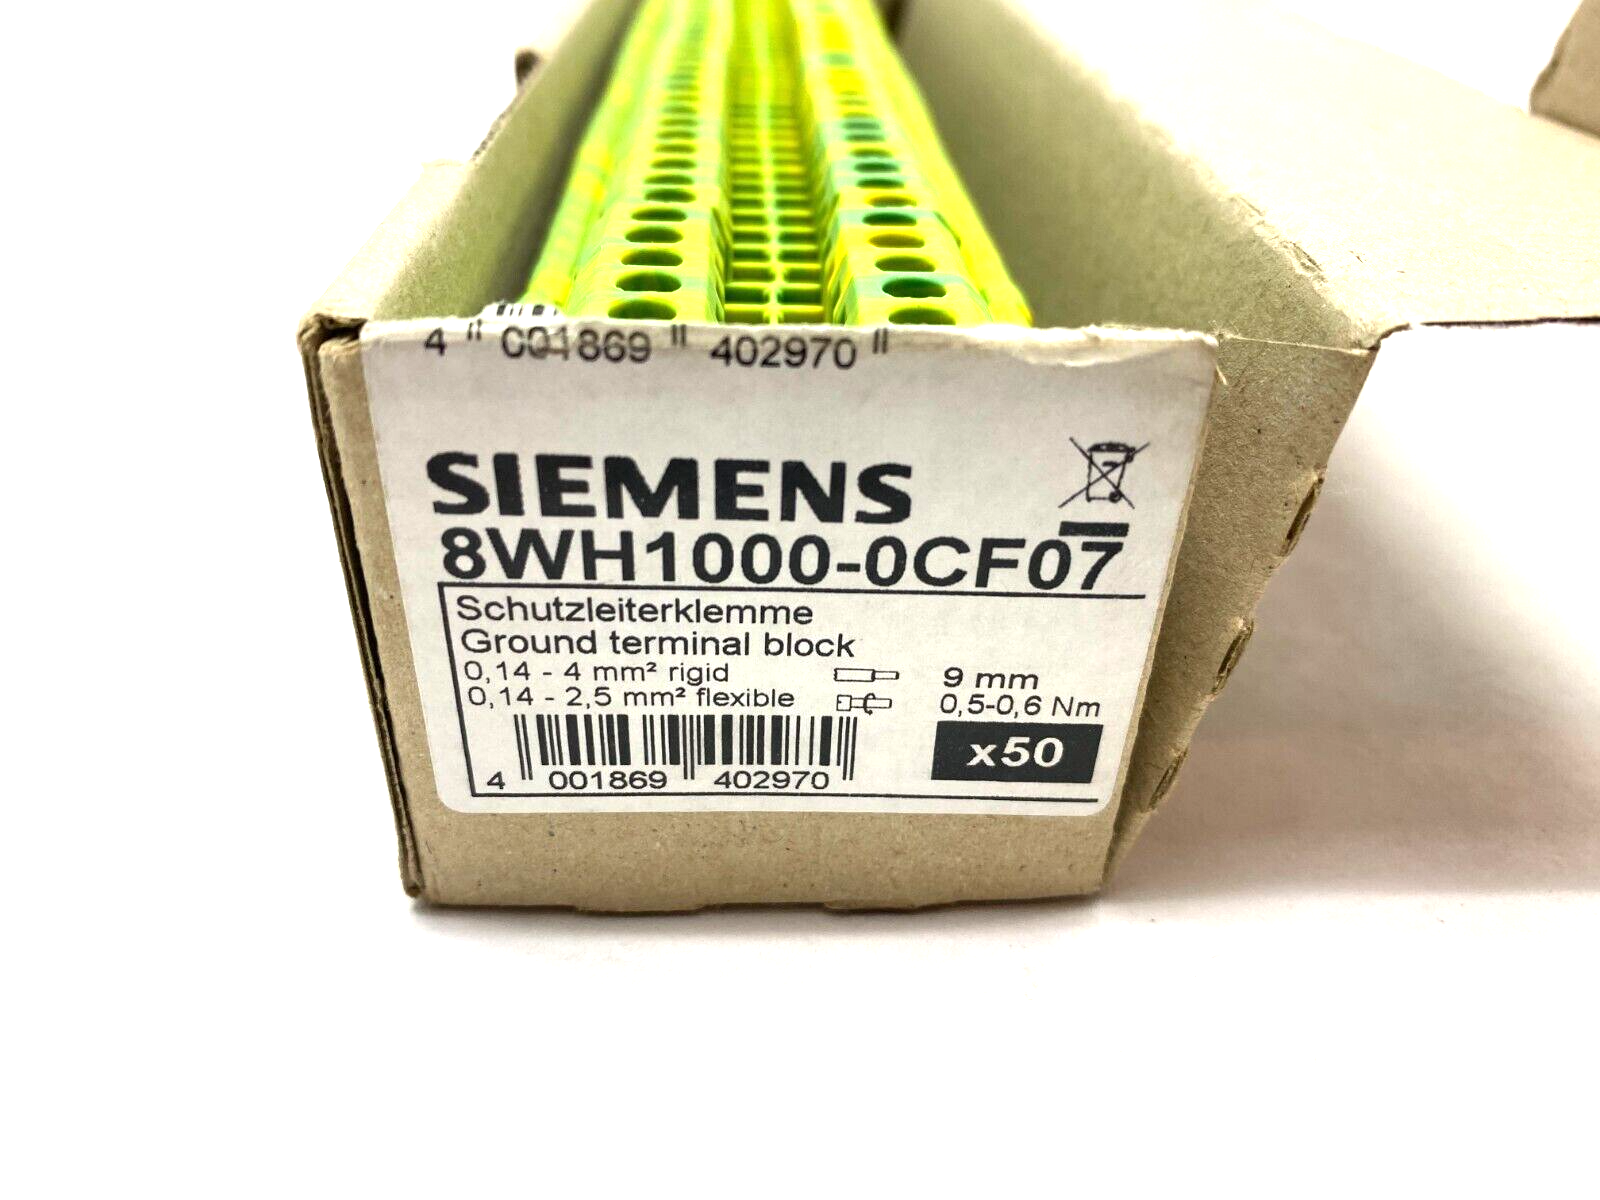 4 001869 402970
SIEMENS
8WH1000-0CF07
Schutzleiterklemme
Ground terminal block
0,14 - 4 mm² rigid 9 mm
0,14 - 2,5 mm² flexible 0,5-0,6 Nm
x50
4 001869 402970